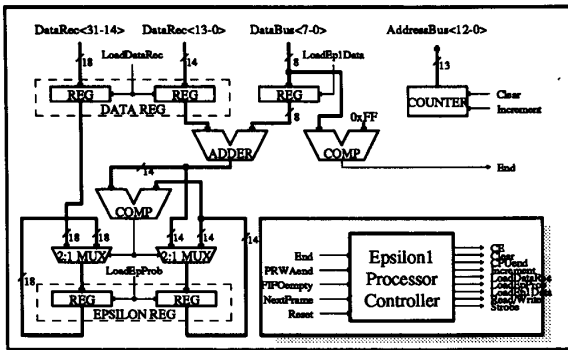 DataRec<31-14> DataRec<13-0> DataBus<7-0> AddressBus<12-0>
LoadDataRec LoadEp1Data
18 14 8 13
REG REG REG
DATA REG
8
COUNTER
Clear
Increment
0xFF
ADDER COMP
End
14
COMP
18 18 14 14
2:1 MUX 2:1 MUX
18 14
LoadEpProb
REG REG
EPSILON REG
End
PRWAend
FIFOempty
NextFrame
Reset
Epsilon1
Processor
Controller
CE
Clear
CPUend
Increment
LoadDataRec
LoadEpProb
LoadEp1Data
Read/Write
Strobe